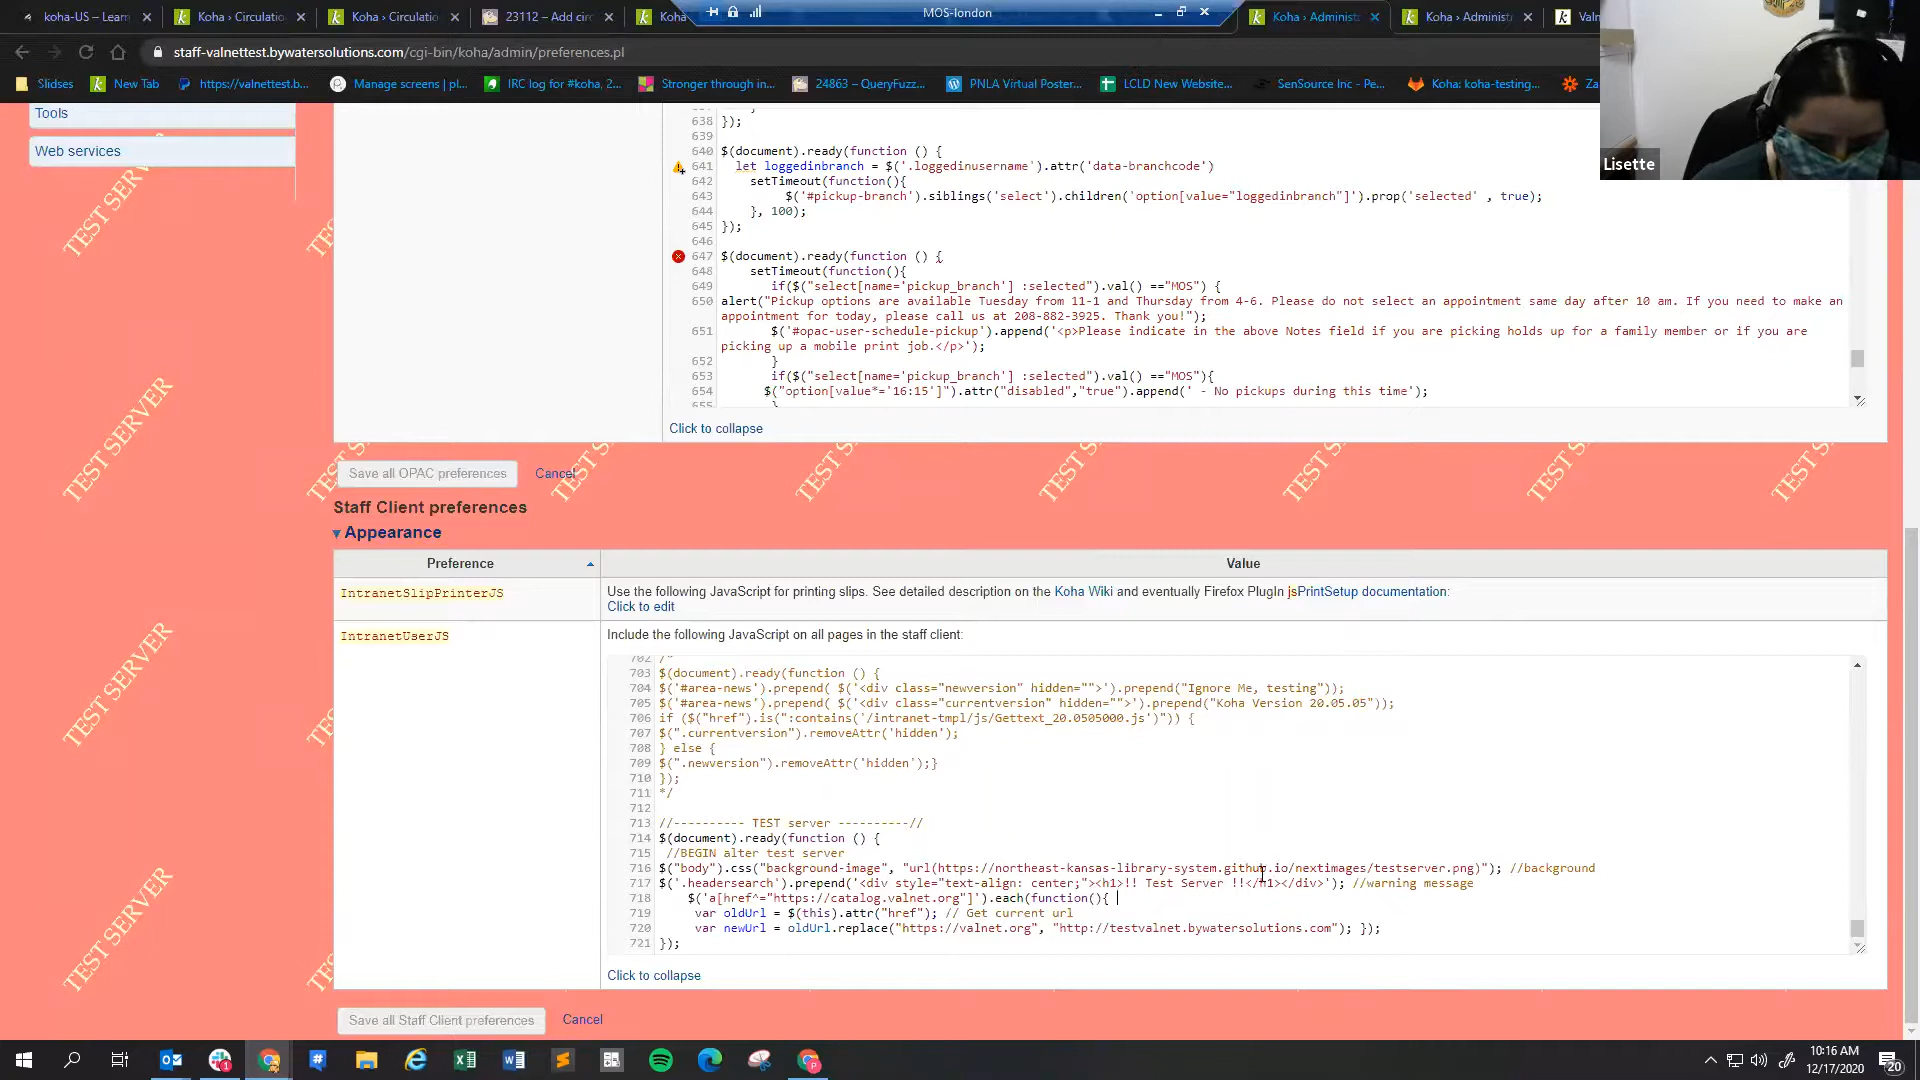 koha-US – Learn
Koha › Circulatio
Koha › Circulatio
23112 – Add circ
Koha
MOS-london
Koha › Administ
Koha › Administ
Valn
staff-valnettest.bywatersolutions.com/cgi-bin/koha/admin/preferences.pl
Slidses
New Tab
https://valnettest.b...
Manage screens | pl...
IRC log for #koha, 2...
Stronger through in...
24863 – QueryFuzz...
PNLA Virtual Poster...
LCLD New Website...
SenSource Inc - Pe...
Koha: koha-testing...
Za
Lisette
Tools
Web services
638 });
639
640 $(document).ready(function () {
641 let loggedinbranch = $('.loggedinusername').attr('data-branchcode')
642 setTimeout(function(){
643 $('#pickup-branch').siblings('select').children('option[value="loggedinbranch"]').prop('selected' , true);
644 }, 100);
645 });
646
647 $(document).ready(function () {
648 setTimeout(function(){
649 if($("select[name='pickup_branch'] :selected").val() =="MOS") {
650 alert("Pickup options are available Tuesday from 11-1 and Thursday from 4-6. Please do not select an appointment same day after 10 am. If you need to make an
appointment for today, please call us at 208-882-3925. Thank you!");
651 $('#opac-user-schedule-pickup').append('<p>Please indicate in the above Notes field if you are picking holds up for a family member or if you are
picking up a mobile print job.</p>');
652 }
653 if($("select[name='pickup_branch'] :selected").val() =="MOS"){
654 $("option[value*='16:15']").attr("disabled","true").append(' - No pickups during this time');
655 }
Click to collapse
Save all OPAC preferences Cancel
Staff Client preferences
Appearance
Preference Value
IntranetSlipPrinterJS
Use the following JavaScript for printing slips. See detailed description on the Koha Wiki and eventually Firefox PlugIn jsPrintSetup documentation:
Click to edit
IntranetUserJS
Include the following JavaScript on all pages in the staff client:
702 /*
703 $(document).ready(function () {
704 $('#area-news').prepend( $('<div class="newversion" hidden="">').prepend("Ignore Me, testing"));
705 $('#area-news').prepend( $('<div class="currentversion" hidden="">').prepend("Koha Version 20.05.05"));
706 if ($("href").is(":contains('/intranet-tmpl/js/Gettext_20.0505000.js')")) {
707 $(".currentversion").removeAttr('hidden');
708 } else {
709 $(".newversion").removeAttr('hidden');}
710 });
711 */
712
713 //---------- TEST server ----------//
714 $(document).ready(function () {
715 //BEGIN alter test server
716 $("body").css("background-image", "url(https://northeast-kansas-library-system.github.io/nextimages/testserver.png)"); //background
717 $('.headersearch').prepend('<div style="text-align: center;"><h1>!! Test Server !!</h1></div>'); //warning message
718 $('a[href^="https://catalog.valnet.org"]').each(function(){
719 var oldUrl = $(this).attr("href"); // Get current url
720 var newUrl = oldUrl.replace("https://valnet.org", "http://testvalnet.bywatersolutions.com"); });
721 });
Click to collapse
Save all Staff Client preferences Cancel
TEST SERVER
TEST SERVER
TEST SERVER
TEST SERVER
10:16 AM
12/17/2020
20